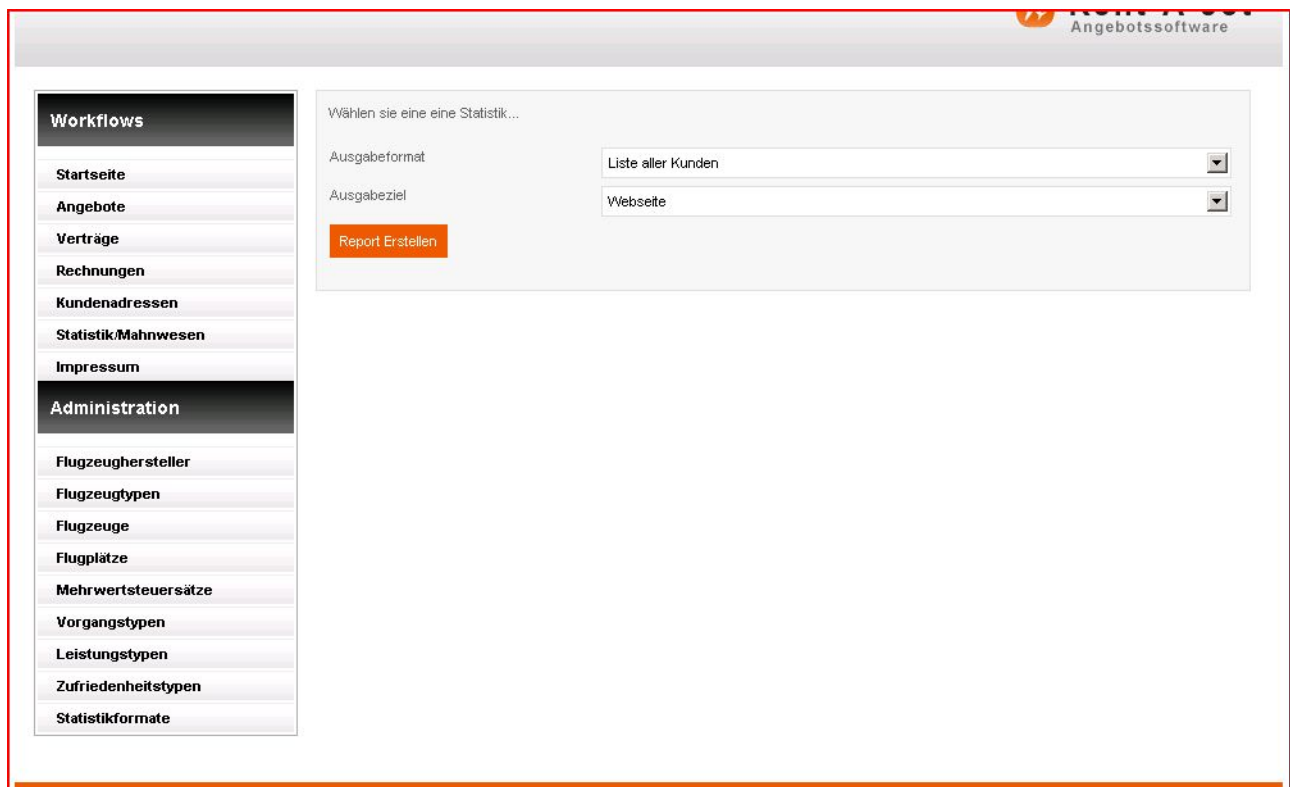 Angebotssoftware
Workflows
Startseite
Angebote
Verträge
Rechnungen
Kundenadressen
Statistik/Mahnwesen
Impressum
Administration
Flugzeughersteller
Flugzeugtypen
Flugzeuge
Flugplätze
Mehrwertsteuersätze
Vorgangstypen
Leistungstypen
Zufriedenheitstypen
Statistikformate
Wählen sie eine eine Statistik...
Ausgabeformat
Liste aller Kunden
Ausgabeziel
Webseite
Report Erstellen